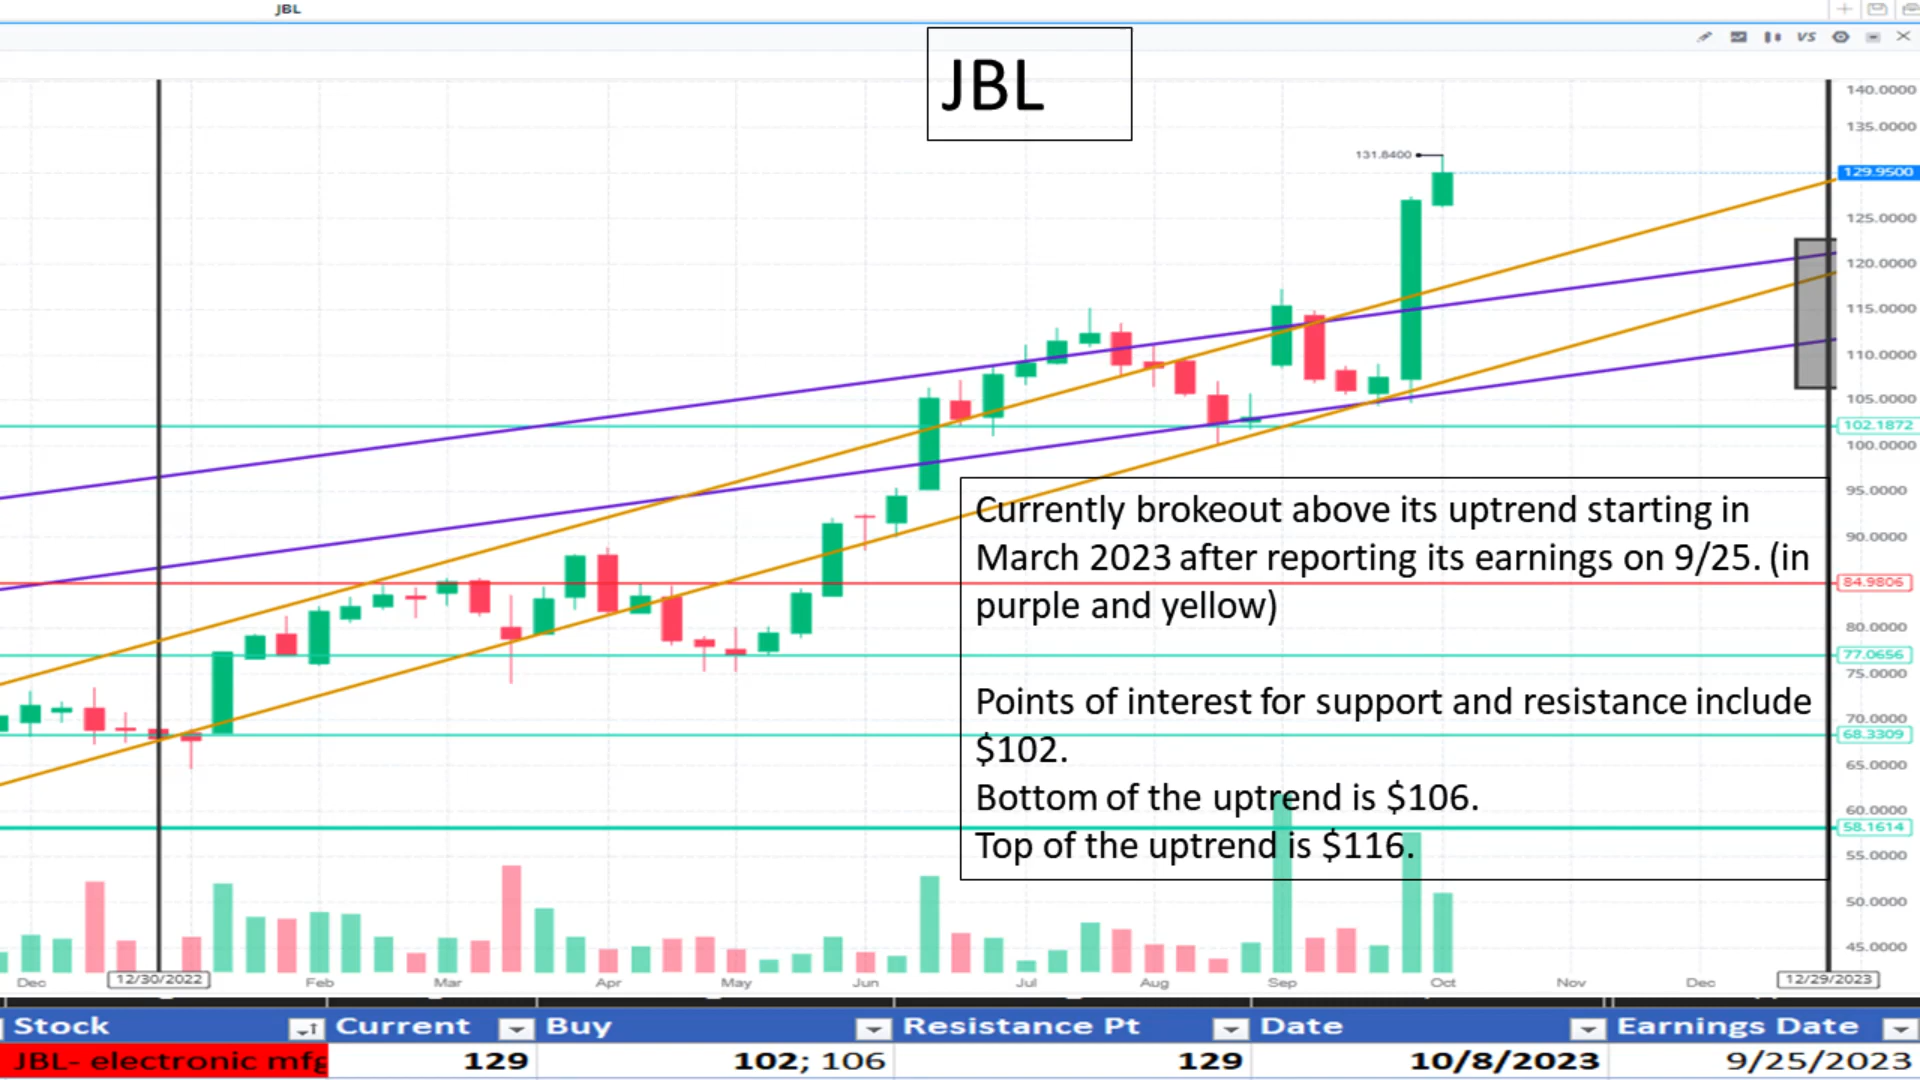 JBL
VS
JBL
140.0000
135.0000
131.8400
129.9500
125.0000
120.0000
115.0000
110.0000
105.0000
102.1872
100.0000
95.0000
Currently brokeout above its uptrend starting in
March 2023 after reporting its earnings on 9/25. (in
purple and yellow)
90.0000
84.9806
80.0000
77.0656
75.0000
Points of interest for support and resistance include
$102.
Bottom of the uptrend is $106.
Top of the uptrend is $116.
70.0000
68.3309
65.0000
60.0000
58.1614
55.0000
50.0000
45.0000
Dec 12/30/2022 Feb Mar Apr May Jun Jul Aug Sep Oct Nov Dec 12/29/2023
Stock Current Buy Resistance Pt Date Earnings Date
JBL- electronic mfg 129 102; 106 129 10/8/2023 9/25/2023